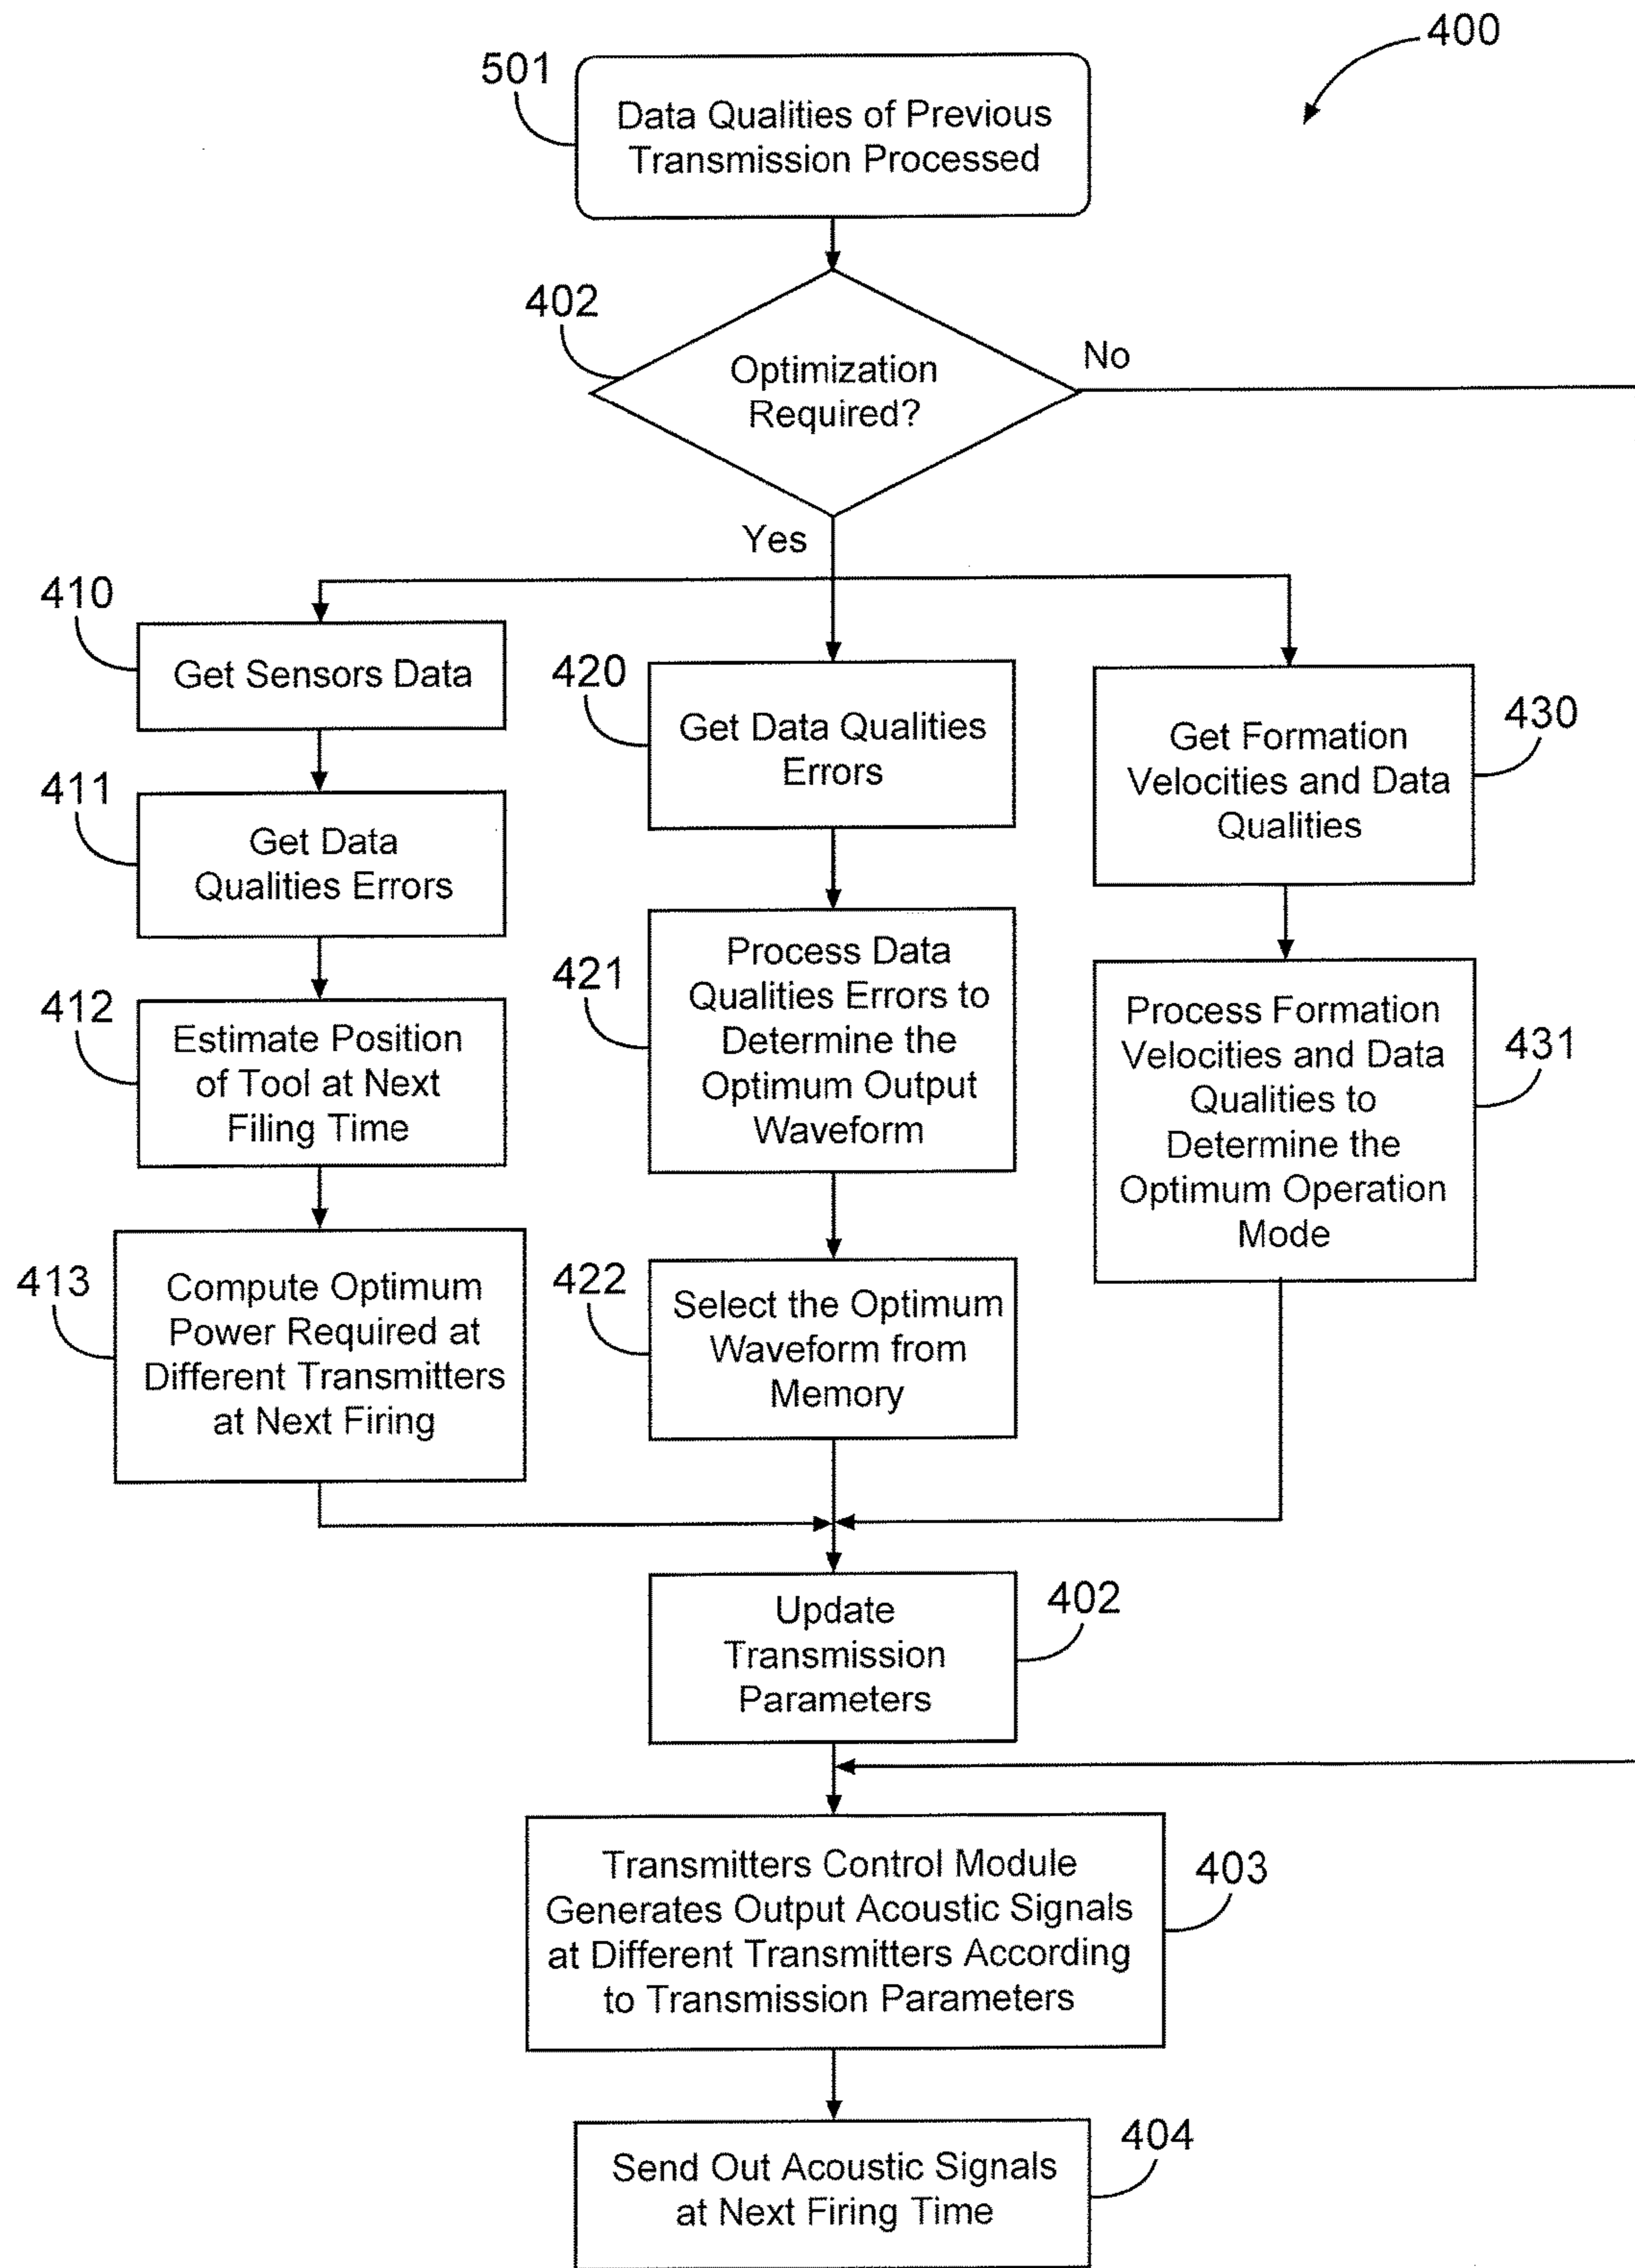 400
501
Data Qualities of Previous
Transmission Processed
402
Optimization
Required?
No
Yes
410
Get Sensors Data
411
Get Data
Qualities Errors
412
Estimate Position
of Tool at Next
Filing Time
413
Compute Optimum
Power Required at
Different Transmitters
at Next Firing
420
Get Data Qualities
Errors
421
Process Data
Qualities Errors to
Determine the
Optimum Output
Waveform
422
Select the Optimum
Waveform from
Memory
430
Get Formation
Velocities and Data
Qualities
431
Process Formation
Velocities and Data
Qualities to
Determine the
Optimum Operation
Mode
402
Update
Transmission
Parameters
403
Transmitters Control Module
Generates Output Acoustic Signals
at Different Transmitters According
to Transmission Parameters
404
Send Out Acoustic Signals
at Next Firing Time